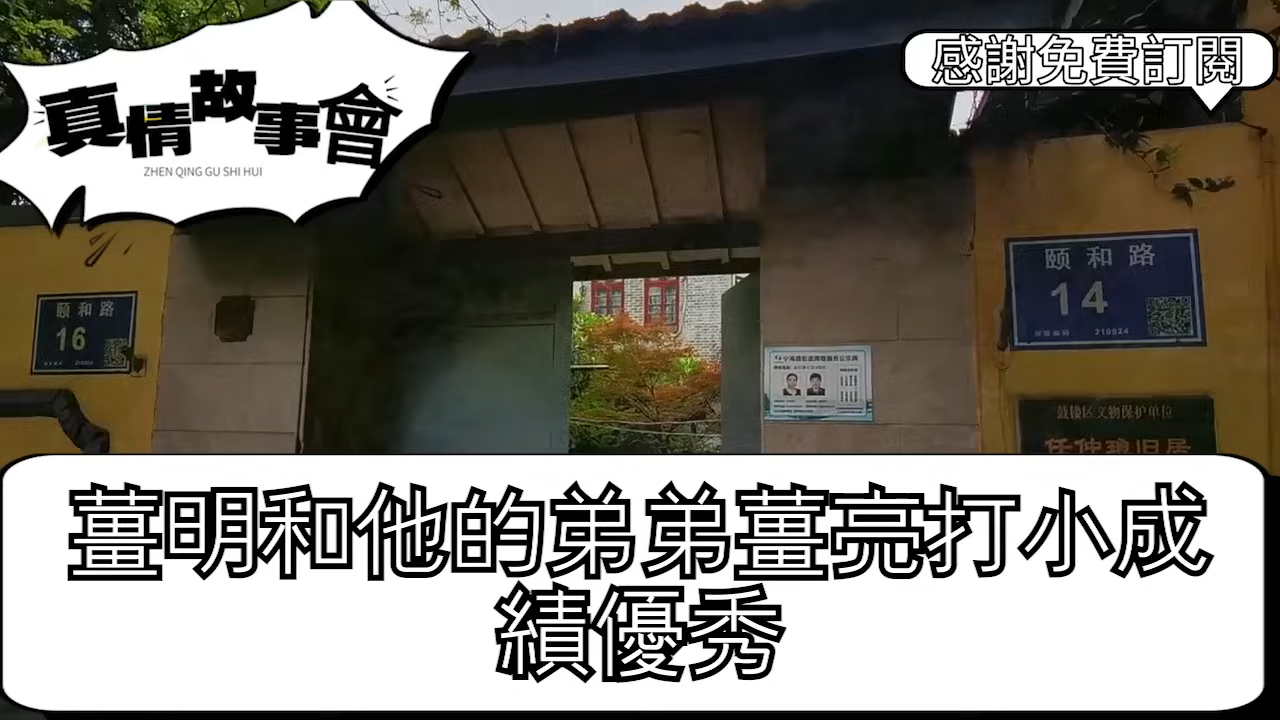 真情故事會
ZHEN QING GU SHI HUI
感謝免費訂閱
颐和路
16
颐和路
14
210024
鼓楼区文物保护单位
薑明和他的弟弟薑亮打小成
績優秀